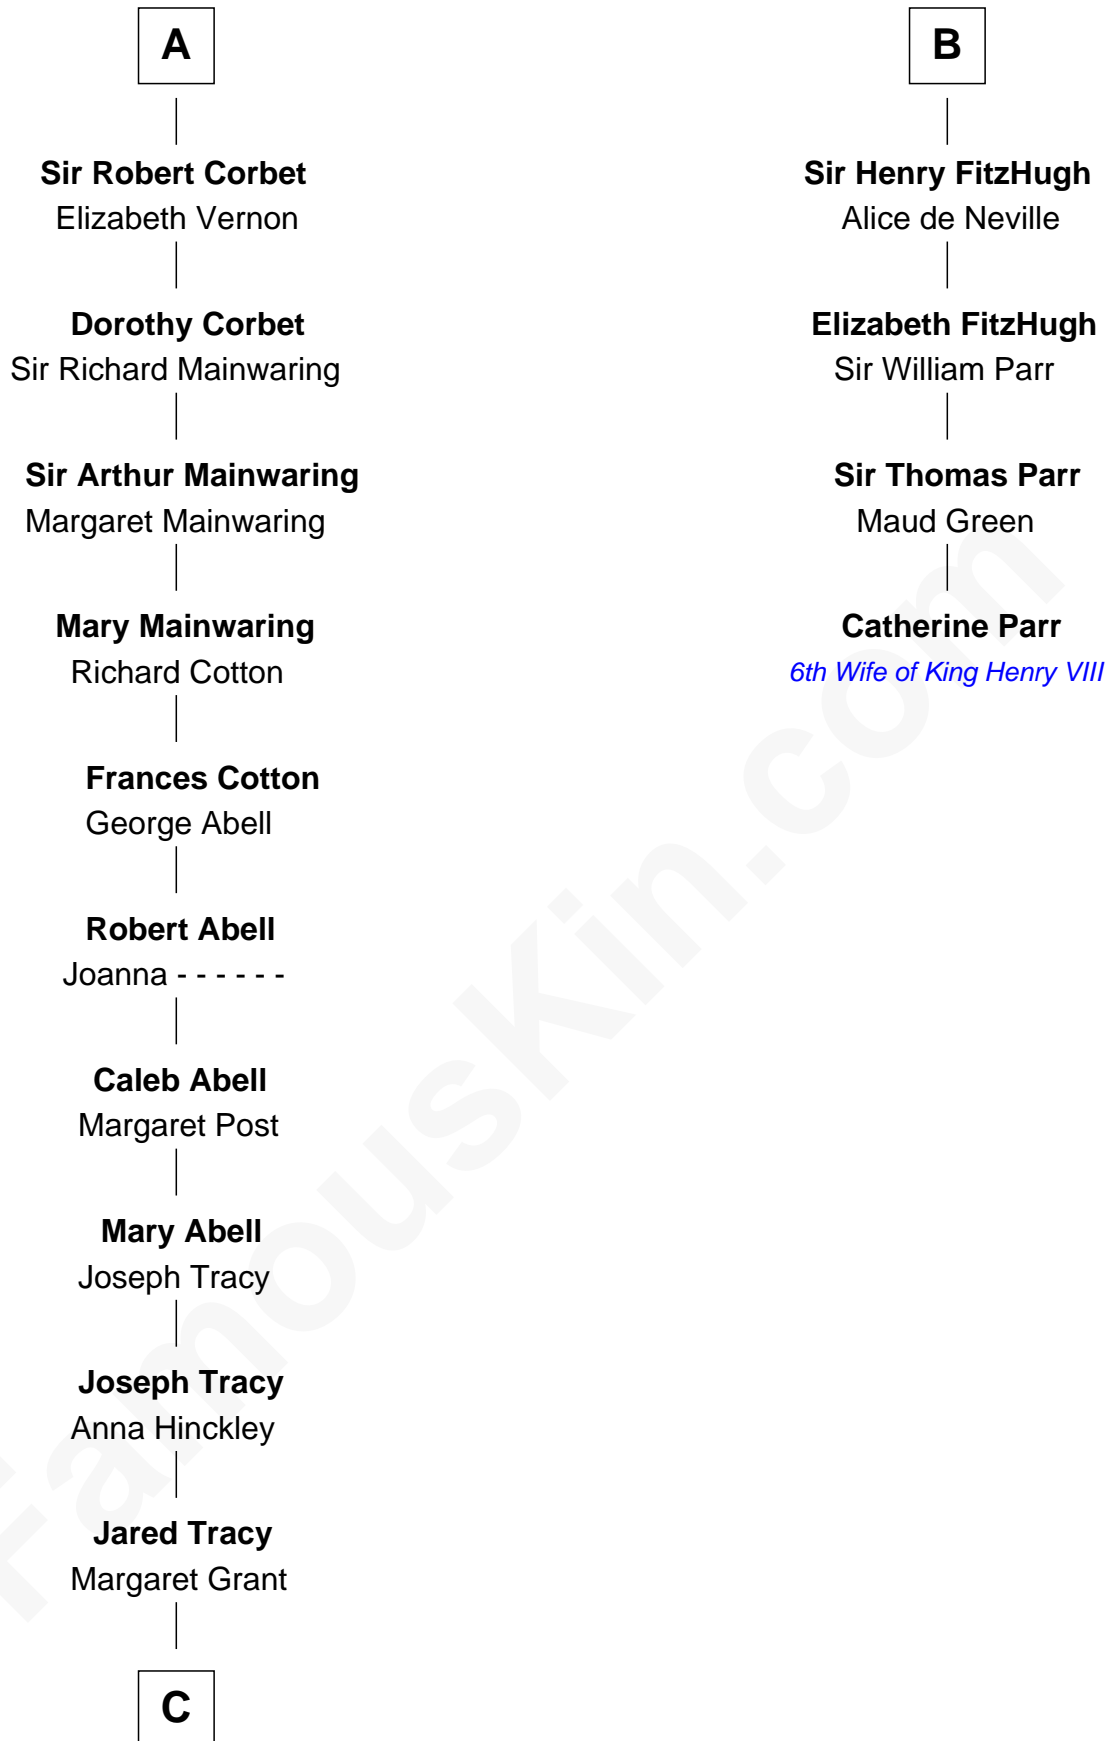 A
Sir Robert Corbet
Elizabeth Vernon
Dorothy Corbet
Sir Richard Mainwaring
Sir Arthur Mainwaring
Margaret Mainwaring
Mary Mainwaring
Richard Cotton
Frances Cotton
George Abell
Robert Abell
Joanna - - - - - -
Caleb Abell
Margaret Post
Mary Abell
Joseph Tracy
Joseph Tracy
Anna Hinckley
Jared Tracy
Margaret Grant
C
B
Sir Henry FitzHugh
Alice de Neville
Elizabeth FitzHugh
Sir William Parr
Sir Thomas Parr
Maud Green
Catherine Parr
6th Wife of King Henry VIII
FamousKin.com